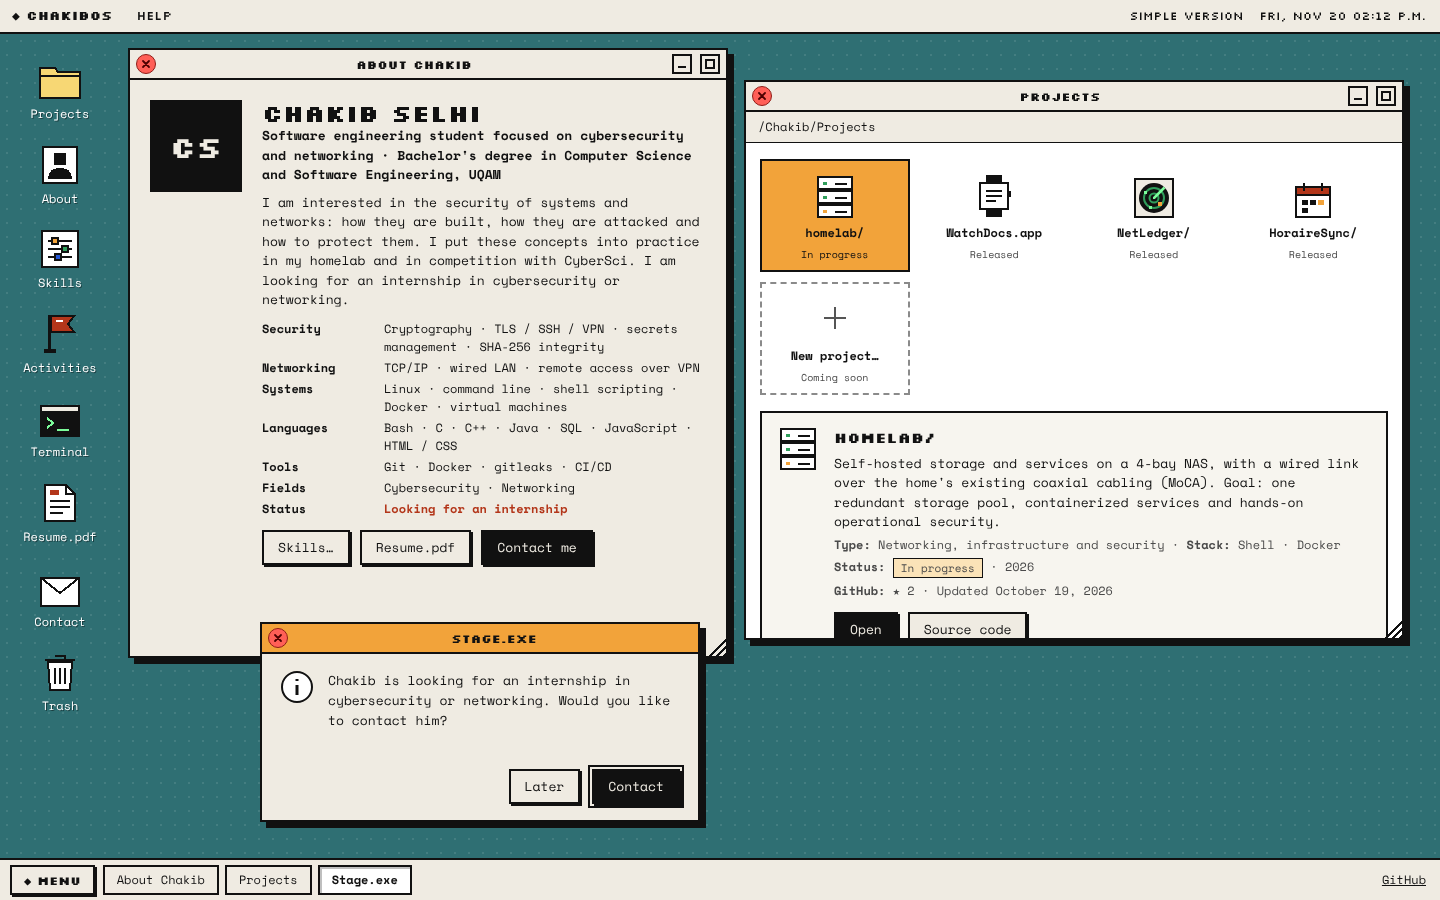 ◆ CHAKIBOS HELP SIMPLE VERSION FRI, NOV 20 02:12 P.M.
Projects
About
Skills
Activities
Terminal
Resume.pdf
Contact
Trash
ABOUT CHAKIB
CS
CHAKIB SELHI
Software engineering student focused on cybersecurity
and networking · Bachelor's degree in Computer Science
and Software Engineering, UQAM
I am interested in the security of systems and
networks: how they are built, how they are attacked and
how to protect them. I put these concepts into practice
in my homelab and in competition with CyberSci. I am
looking for an internship in cybersecurity or
networking.
Security Cryptography · TLS / SSH / VPN · secrets
management · SHA-256 integrity
Networking TCP/IP · wired LAN · remote access over VPN
Systems Linux · command line · shell scripting ·
Docker · virtual machines
Languages Bash · C · C++ · Java · SQL · JavaScript ·
HTML / CSS
Tools Git · Docker · gitleaks · CI/CD
Fields Cybersecurity · Networking
Status Looking for an internship
Skills… Resume.pdf Contact me
PROJECTS
/Chakib/Projects
homelab/ WatchDocs.app NetLedger/ HoraireSync/
In progress Released Released Released
New project…
Coming soon
HOMELAB/
Self-hosted storage and services on a 4-bay NAS, with a wired link
over the home's existing coaxial cabling (MoCA). Goal: one
redundant storage pool, containerized services and hands-on
operational security.
Type: Networking, infrastructure and security · Stack: Shell · Docker
Status: In progress · 2026
GitHub: ★ 2 · Updated October 19, 2026
Open Source code
STAGE.EXE
Chakib is looking for an internship in
cybersecurity or networking. Would you like
to contact him?
Later Contact
◆ MENU About Chakib Projects Stage.exe GitHub